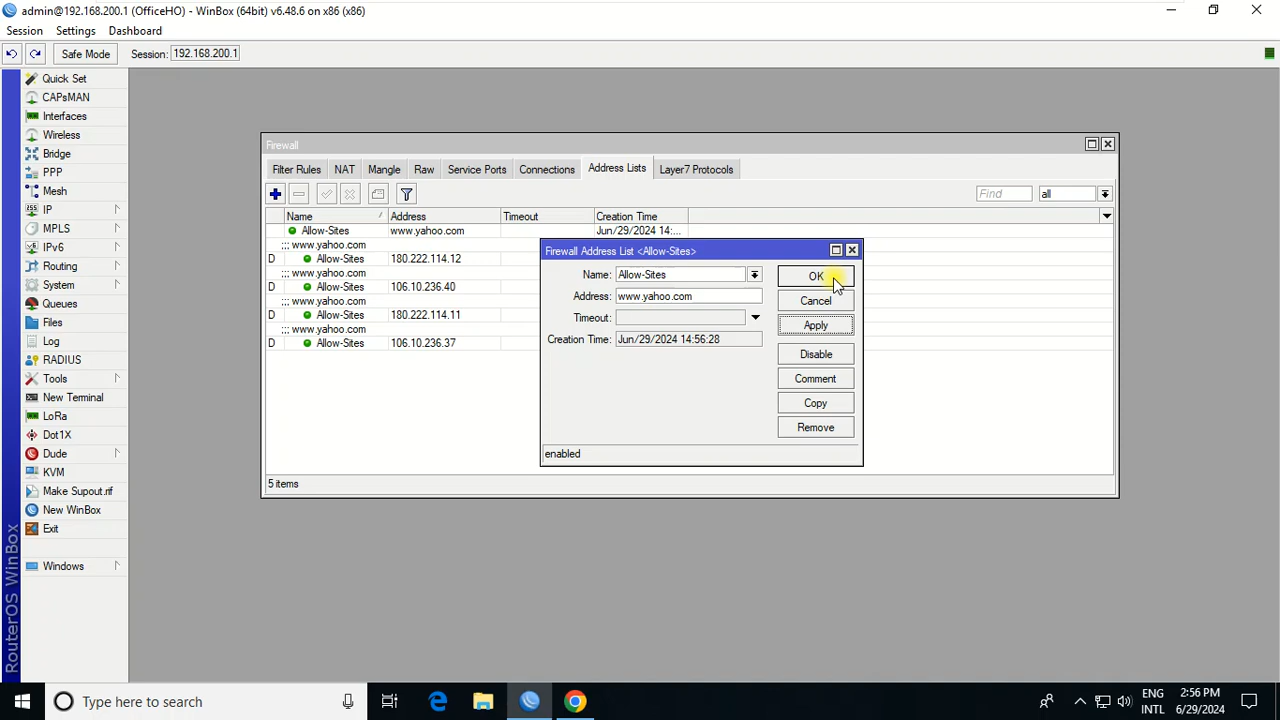 admin@192.168.200.1 (OfficeHO) - WinBox (64bit) v6.48.6 on x86 (x86)
Session Settings Dashboard
Safe Mode Session: 192.168.200.1
Quick Set
CAPsMAN
Interfaces
Wireless
Bridge
PPP
Mesh
IP
MPLS
IPv6
Routing
System
Queues
Files
Log
RADIUS
Tools
New Terminal
LoRa
Dot1X
Dude
KVM
Make Supout.rif
New WinBox
Exit
Windows
RouterOS WinBox
Firewall
Filter Rules NAT Mangle Raw Service Ports Connections Address Lists Layer7 Protocols
Find all
Name Address Timeout Creation Time
Allow-Sites www.yahoo.com Jun/29/2024 14:...
;;; www.yahoo.com
D Allow-Sites 180.222.114.12
;;; www.yahoo.com
D Allow-Sites 106.10.236.40
;;; www.yahoo.com
D Allow-Sites 180.222.114.11
;;; www.yahoo.com
D Allow-Sites 106.10.236.37
5 items
Firewall Address List <Allow-Sites>
Name: Allow-Sites
Address: www.yahoo.com
Timeout:
Creation Time: Jun/29/2024 14:56:28
OK
Cancel
Apply
Disable
Comment
Copy
Remove
enabled
Type here to search
ENG
INTL
2:56 PM
6/29/2024